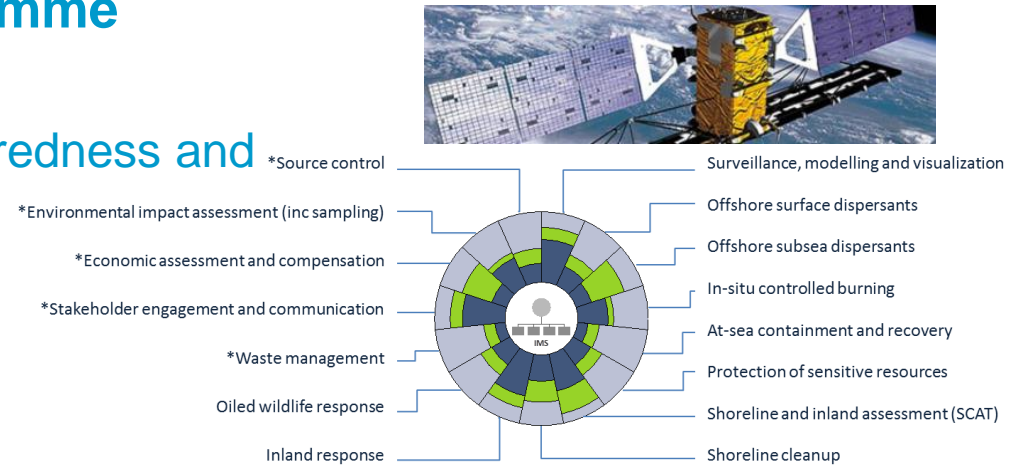 mme
redness and
*Source control
*Environmental impact assessment (inc sampling)
*Economic assessment and compensation
*Stakeholder engagement and communication
*Waste management
Oiled wildlife response
Inland response
Surveillance, modelling and visualization
Offshore surface dispersants
Offshore subsea dispersants
In-situ controlled burning
At-sea containment and recovery
Protection of sensitive resources
Shoreline and inland assessment (SCAT)
Shoreline cleanup
IMS